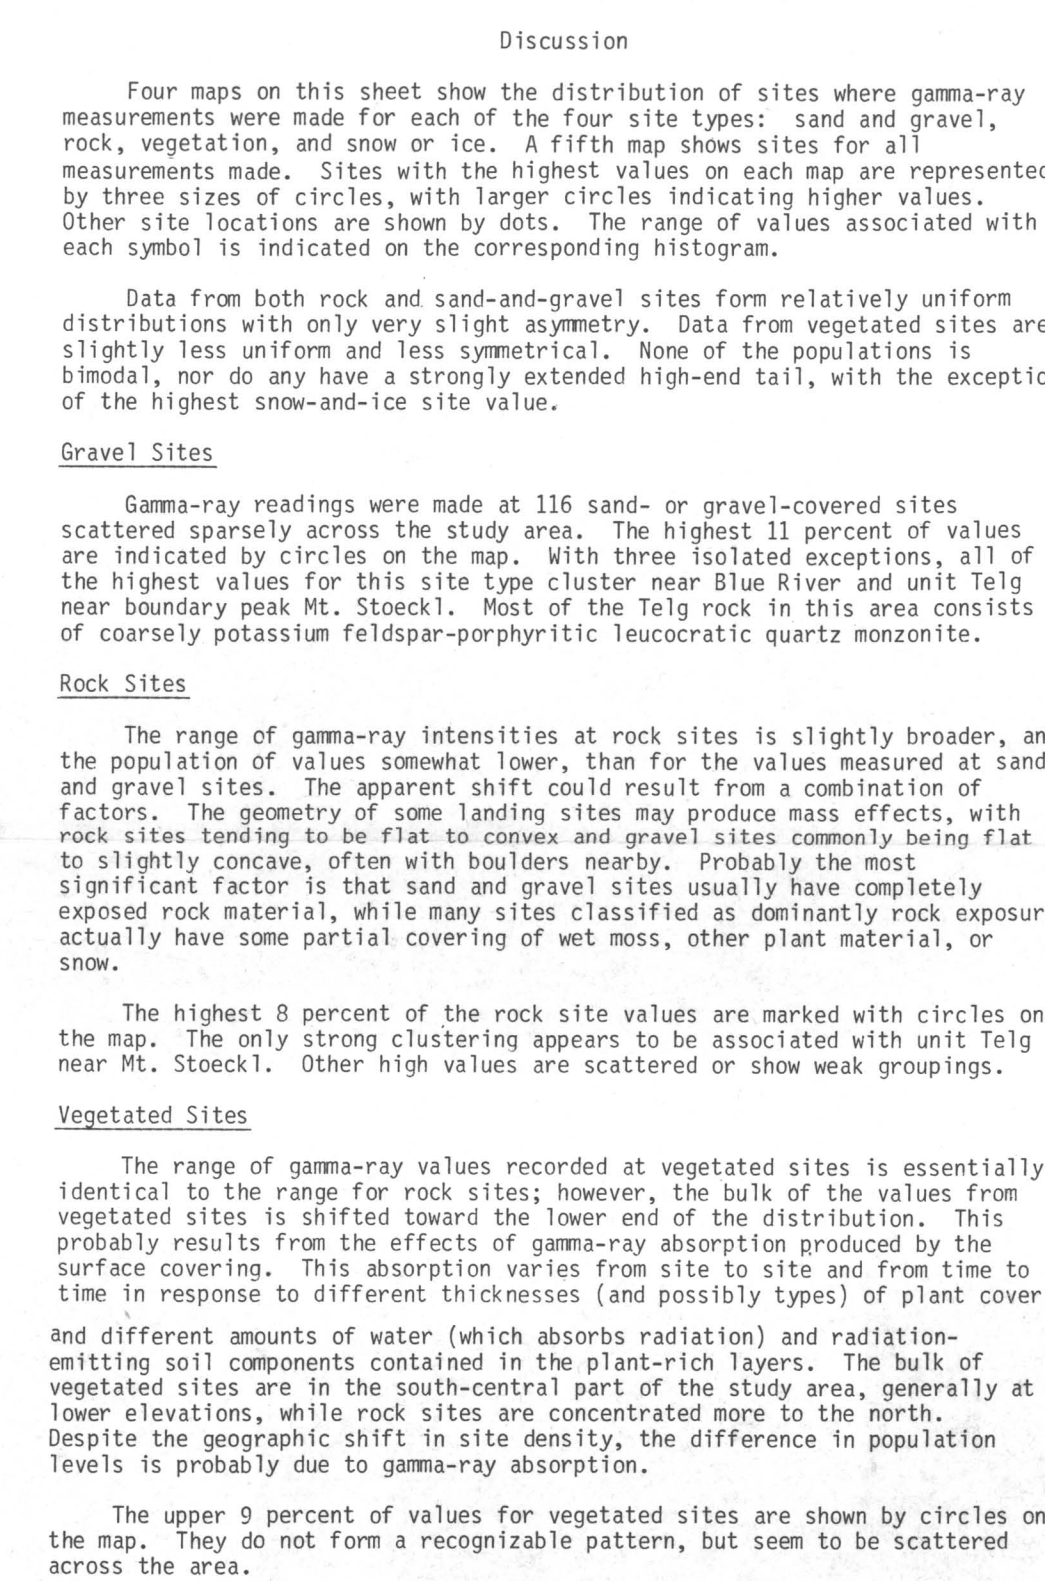 Discussion
Four maps on this sheet show the distribution of sites where gamma-ray
measurements were made for each of the four site types: sand and gravel,
rock, vegetation, and snow or ice. A fifth map shows sites for all
measurements made. Sites with the highest values on each map are represented
by three sizes of circles, with larger circles indicating higher values.
Other site locations are shown by dots. The range of values associated with
each symbol is indicated on the corresponding histogram.
Data from both rock and sand-and-gravel sites form relatively uniform
distributions with only very slight asymmetry. Data from vegetated sites are
slightly less uniform and less symmetrical. None of the populations is
bimodal, nor do any have a strongly extended high-end tail, with the exceptio
of the highest snow-and-ice site value.
Gravel Sites
Gamma-ray readings were made at 116 sand- or gravel-covered sites
scattered sparsely across the study area. The highest 11 percent of values
are indicated by circles on the map. With three isolated exceptions, all of
the highest values for this site type cluster near Blue River and unit Telg
near boundary peak Mt. Stoeckl. Most of the Telg rock in this area consists
of coarsely potassium feldspar-porphyritic leucocratic quartz monzonite.
Rock Sites
The range of gamma-ray intensities at rock sites is slightly broader, an
the population of values somewhat lower, than for the values measured at sand
and gravel sites. The apparent shift could result from a combination of
factors. The geometry of some landing sites may produce mass effects, with
rock sites tending to be flat to convex and gravel sites commonly being flat
to slightly concave, often with boulders nearby. Probably the most
significant factor is that sand and gravel sites usually have completely
exposed rock material, while many sites classified as dominantly rock exposur
actually have some partial covering of wet moss, other plant material, or
snow.
The highest 8 percent of the rock site values are marked with circles on
the map. The only strong clustering appears to be associated with unit Telg
near Mt. Stoeckl. Other high values are scattered or show weak groupings.
Vegetated Sites
The range of gamma-ray values recorded at vegetated sites is essentially
identical to the range for rock sites; however, the bulk of the values from
vegetated sites is shifted toward the lower end of the distribution. This
probably results from the effects of gamma-ray absorption produced by the
surface covering. This absorption varies from site to site and from time to
time in response to different thicknesses (and possibly types) of plant cover
and different amounts of water (which absorbs radiation) and radiation-
emitting soil components contained in the plant-rich layers. The bulk of
vegetated sites are in the south-central part of the study area, generally at
lower elevations, while rock sites are concentrated more to the north.
Despite the geographic shift in site density, the difference in population
levels is probably due to gamma-ray absorption.
The upper 9 percent of values for vegetated sites are shown by circles on
the map. They do not form a recognizable pattern, but seem to be scattered
across the area.